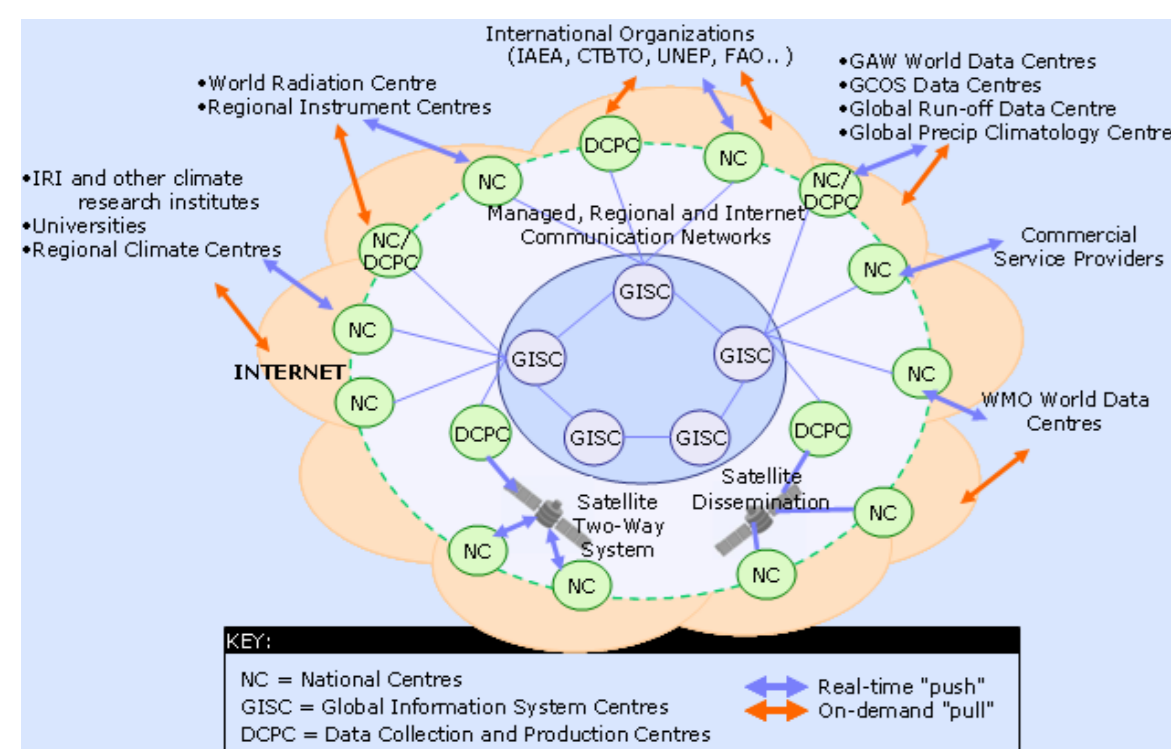 International Organizations
(IAEA, CTBTO, UNEP, FAO.. )
•World Radiation Centre
•Regional Instrument Centres
•GAW World Data Centres
•GCOS Data Centres
•Global Run-off Data Centre
•Global Precip Climatology Centre
•IRI and other climate
research institutes
•Universities
•Regional Climate Centres
DCPC
NC
NC
NC/
DCPC
Managed, Regional and Internet
Communication Networks
NC/
DCPC
Commercial
Service Providers
NC
GISC
NC
GISC
GISC
INTERNET
NC
NC
WMO World Data
Centres
DCPC
GISC
GISC
DCPC
Satellite
Dissemination
Satellite
Two-Way
System
NC
NC
NC
NC
KEY:
NC = National Centres
GISC = Global Information System Centres
DCPC = Data Collection and Production Centres
Real-time "push"
On-demand "pull"